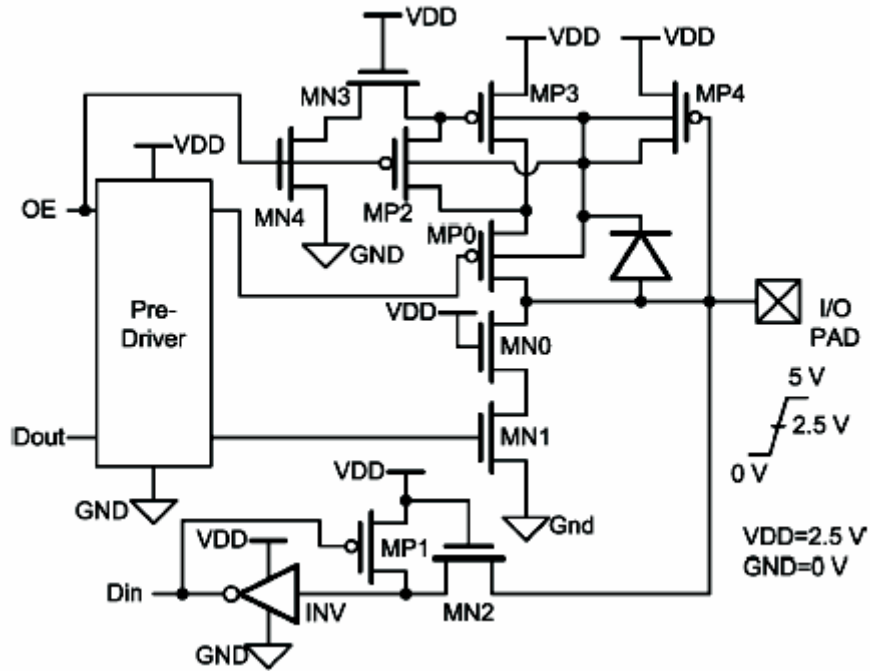 VDD
VDD
VDD
MN3
MP3
MP4
VDD
OE
MN4
MP2
GND
MP0
Pre-
Driver
VDD
MN0
I/O
PAD
5 V
2.5 V
0 V
Dout
MN1
GND
VDD
Gnd
VDD
MP1
VDD=2.5 V
GND=0 V
Din
INV
MN2
GND